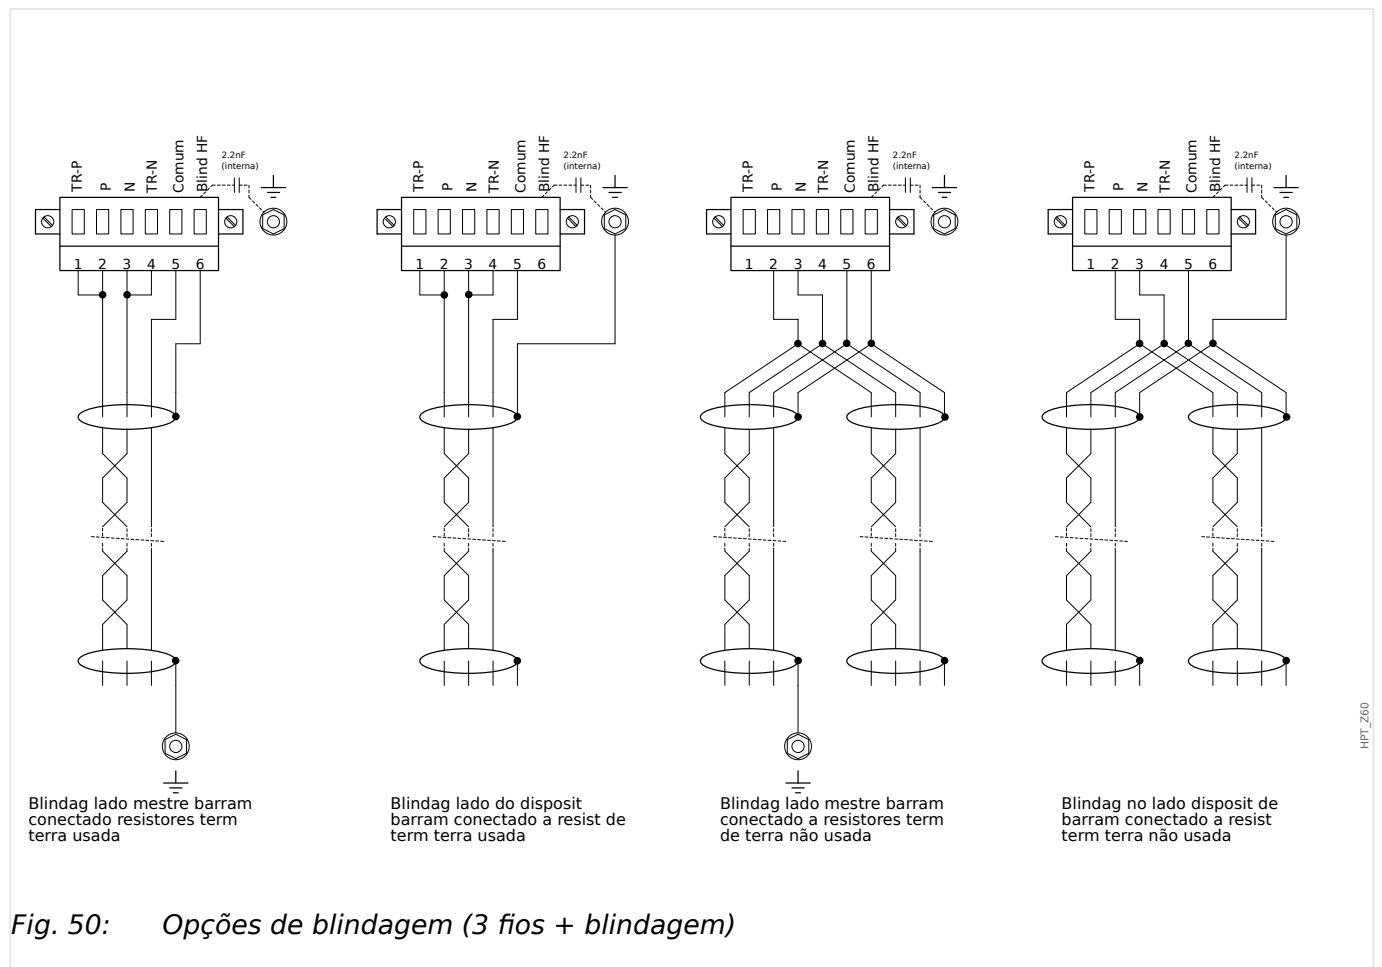 TR-P
P
N
TR-N
Comum
Blind HF
2.2nF
(interna)
1 2 3 4 5 6
TR-P
P
N
TR-N
Comum
Blind HF
2.2nF
(interna)
1 2 3 4 5 6
TR-P
P
N
TR-N
Comum
Blind HF
2.2nF
(interna)
1 2 3 4 5 6
TR-P
P
N
TR-N
Comum
Blind HF
2.2nF
(interna)
1 2 3 4 5 6
HPT_Z60
Blindag lado mestre barram
conectado resistores term
terra usada
Blindag lado do disposit
barram conectado a resist de
term terra usada
Blindag lado mestre barram
conectado a resistores term
de terra não usada
Blindag no lado disposit de
barram conectado a resist
term terra não usada
Fig. 50: Opções de blindagem (3 fios + blindagem)